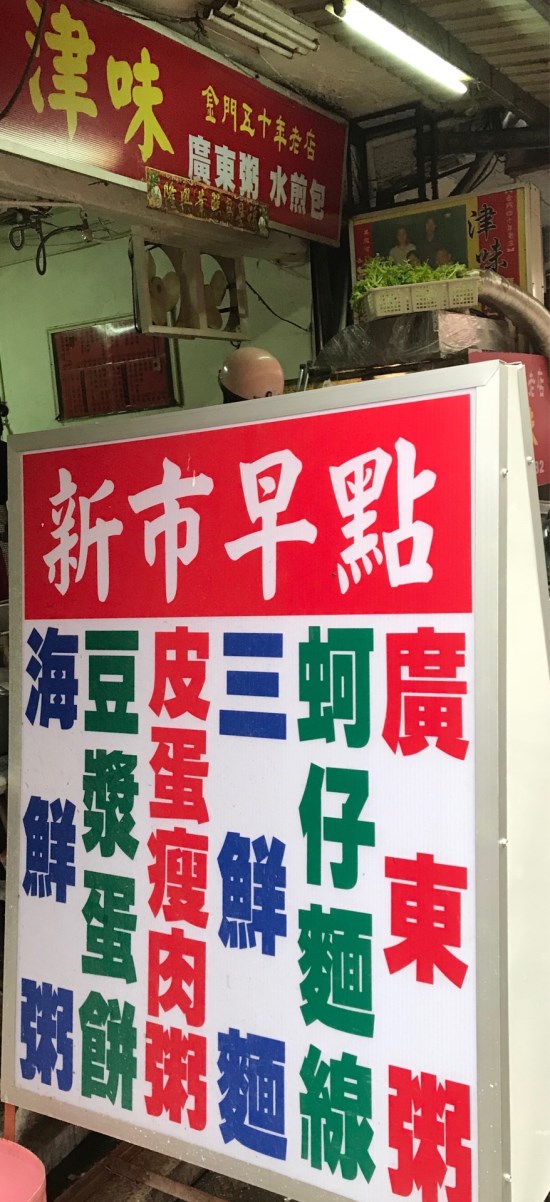 津味
金門五十年老店
廣東粥 水煎包
津味
新市早點
廣東粥
蚵仔麵線
三鮮麵
皮蛋瘦肉粥
豆漿蛋餅
海鮮粥